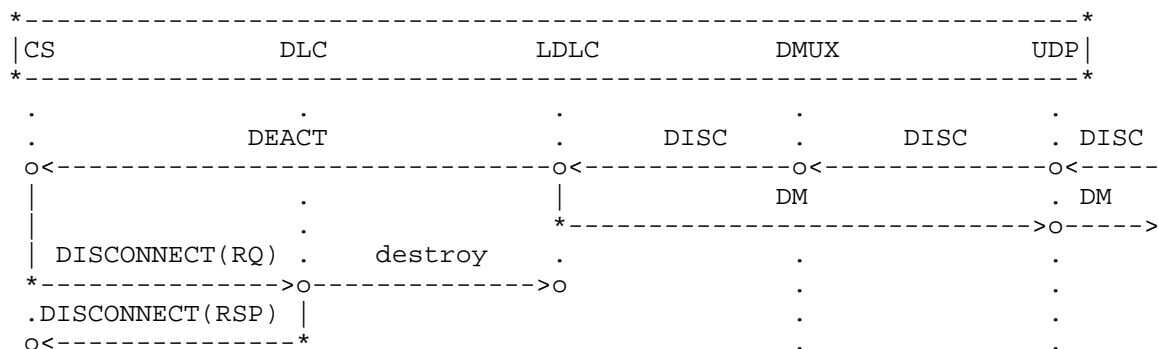 *------------------------------------------------------*
|CS            DLC          LDLC          DMUX          UDP|
*------------------------------------------------------*
. . . . .
. DEACT . DISC . DISC . DISC
o<--------------------------o<------------o<-------------o<-----
| . | DM . DM
| . *------------------------>o----->
| DISCONNECT(RQ) . destroy . . .
*------------->o------------>o . .
.DISCONNECT(RSP) | . .
o<--------------* . .